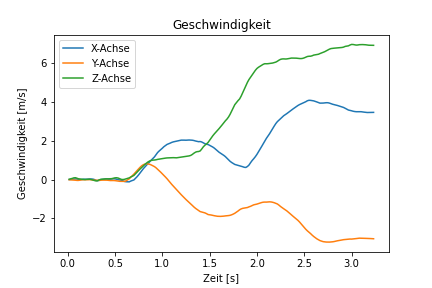 Geschwindigkeit
X-Achse
Y-Achse
Z-Achse
Geschwindigkeit [m/s]
6
4
2
0
−2
0.0 0.5 1.0 1.5 2.0 2.5 3.0
Zeit [s]